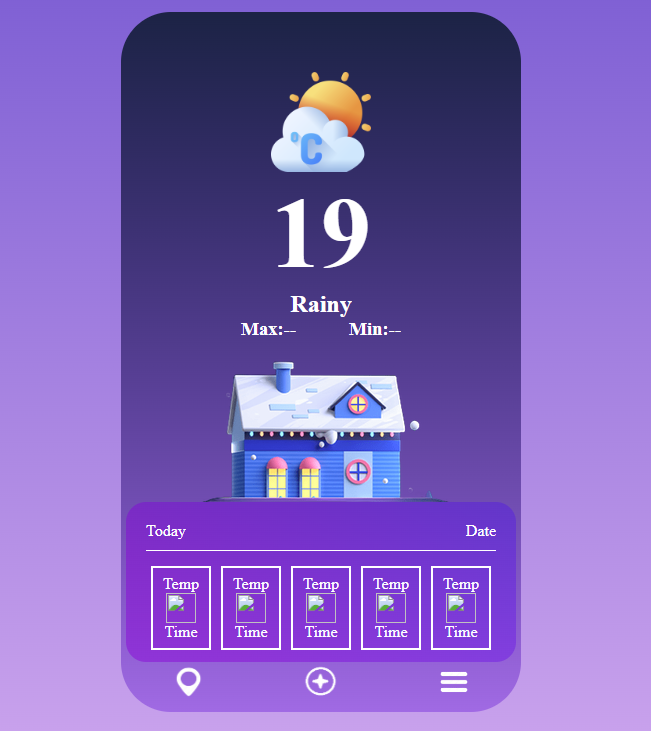 °C
19
Rainy
Max:-- Min:--
Today Date
Temp Temp Temp Temp Temp
Time Time Time Time Time